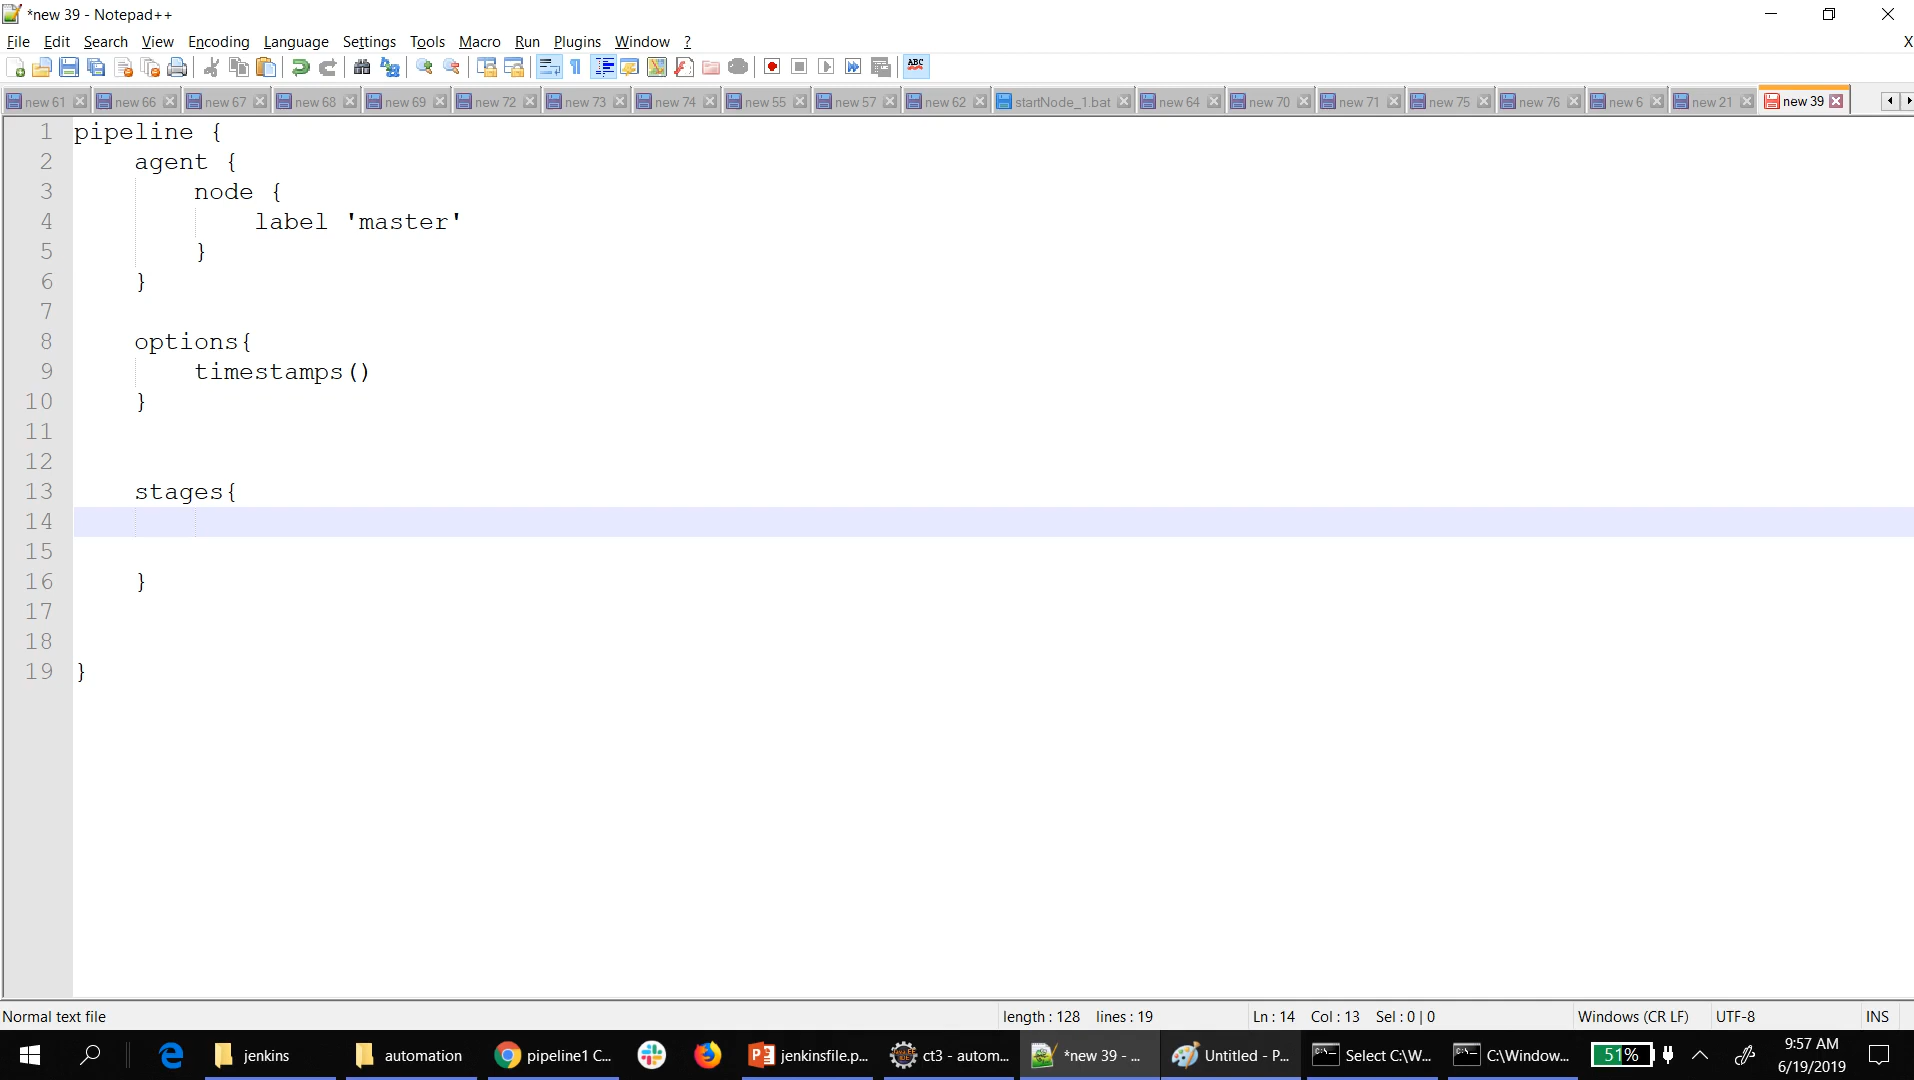 *new 39 - Notepad++
File Edit Search View Encoding Language Settings Tools Macro Run Plugins Window ? X
ABC
new 61 new 66 new 67 new 68 new 69 new 72 new 73 new 74 new 55 new 57 new 62 startNode_1.bat new 64 new 70 new 71 new 75 new 76 new 6 new 21 new 39
1 pipeline {
2 agent {
3 node {
4 label 'master'
5 }
6 }
7
8 options{
9 timestamps()
10 }
11
12
13 stages{
14
15
16 }
17
18
19 }
Normal text file length : 128 lines : 19 Ln : 14 Col : 13 Sel : 0 | 0 Windows (CR LF) UTF-8 INS
jenkins automation pipeline1 C... jenkinsfile.p... ct3 - autom... *new 39 - ... Untitled - P... Select C:\W... C:\Window... 51% 9:57 AM
6/19/2019